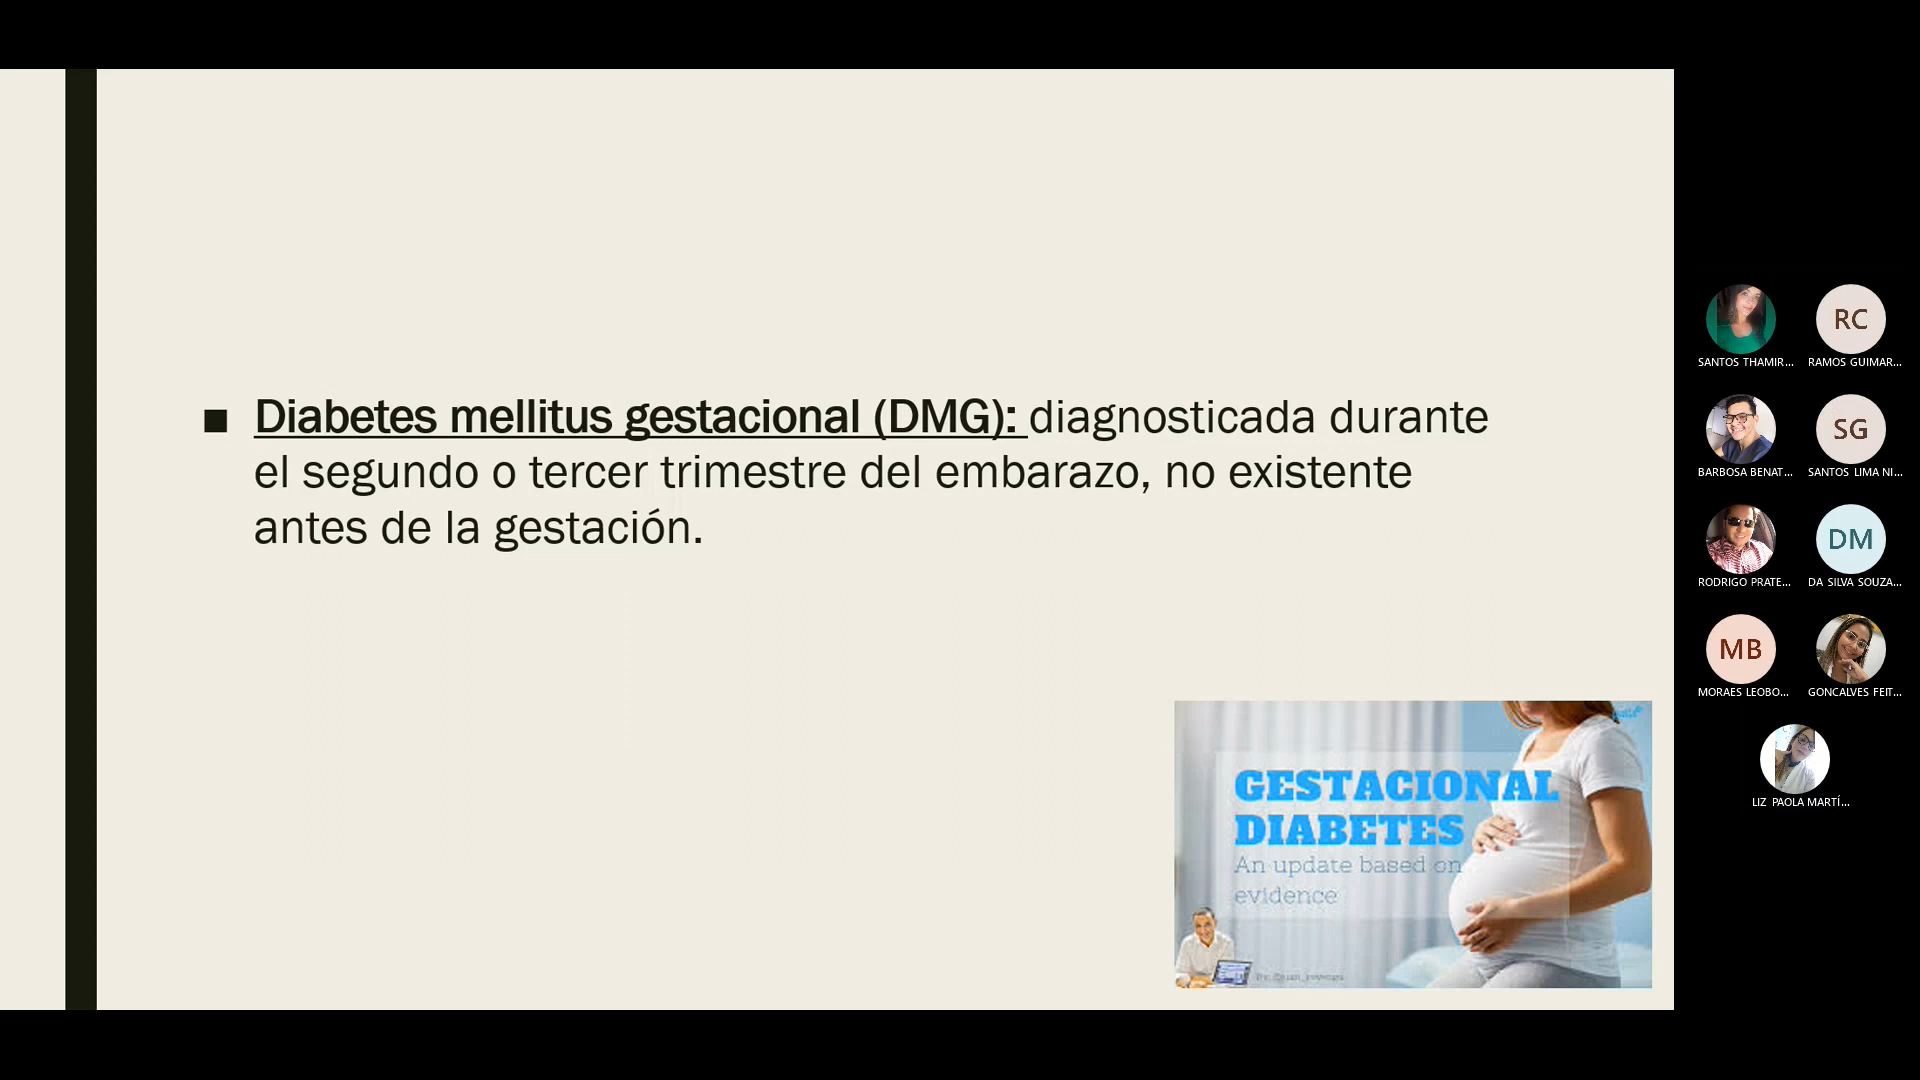 ■ Diabetes mellitus gestacional (DMG): diagnosticada durante
el segundo o tercer trimestre del embarazo, no existente
antes de la gestación.
GESTACIONAL
DIABETES
An update based on
evidence
SANTOS THAMIR...
RC
RAMOS GUIMAR...
BARBOSA BENAT...
SG
SANTOS LIMA NI...
RODRIGO PRATE...
DM
DA SILVA SOUZA...
MB
MORAES LEOBO...
GONCALVES FEIT...
LIZ PAOLA MARTÍ...